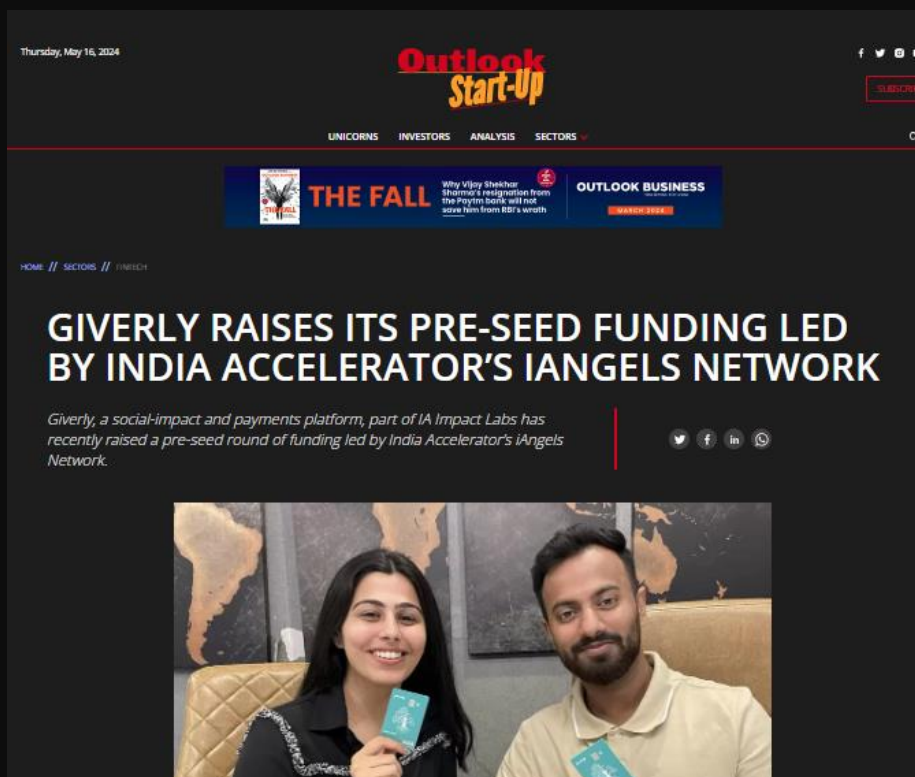 Thursday, May 16, 2024
Outlook
Start-Up
UNICORNS INVESTORS ANALYSIS SECTORS
THE FALL
Why Vijay Shekhar
Sharma's resignation from
the Paytm bank will not
save him from RBI's wrath
OUTLOOK BUSINESS
MARCH 2024
HOME // SECTORS // FINTECH
GIVERLY RAISES ITS PRE-SEED FUNDING LED
BY INDIA ACCELERATOR'S IANGELS NETWORK
Giverly, a social-impact and payments platform, part of IA Impact Labs has
recently raised a pre-seed round of funding led by India Accelerator's iAngels
Network.